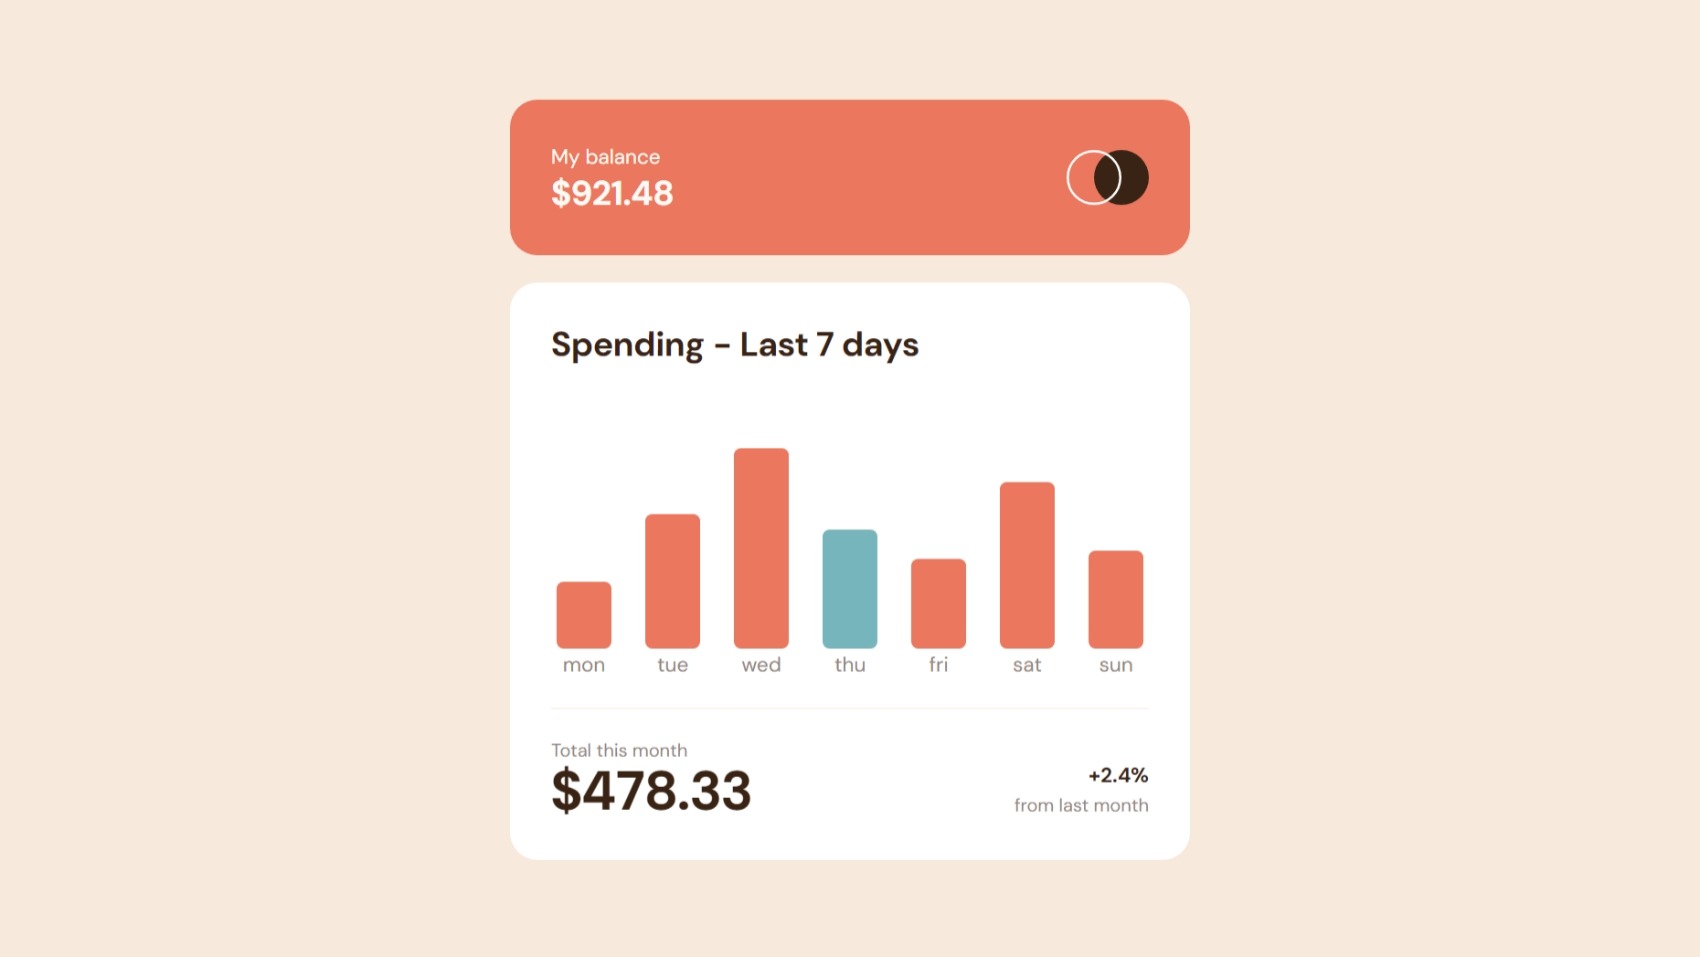 My balance
$921.48
Spending - Last 7 days
mon tue wed thu fri sat sun
Total this month
$478.33
+2.4%
from last month